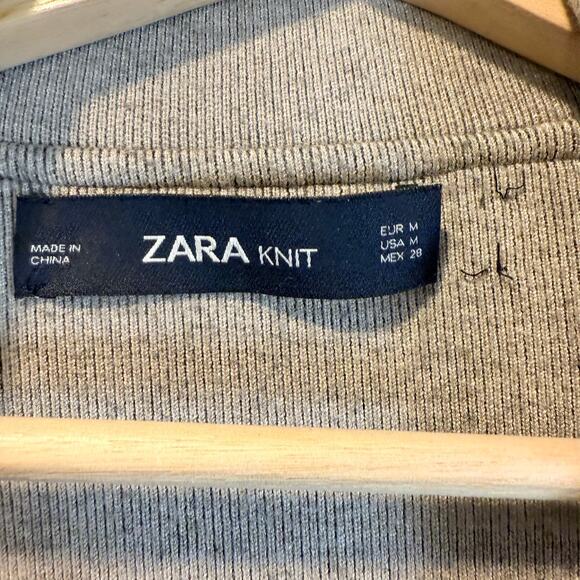 MADE IN
CHINA
ZARA KNIT
EUR M
USA M
MEX 28